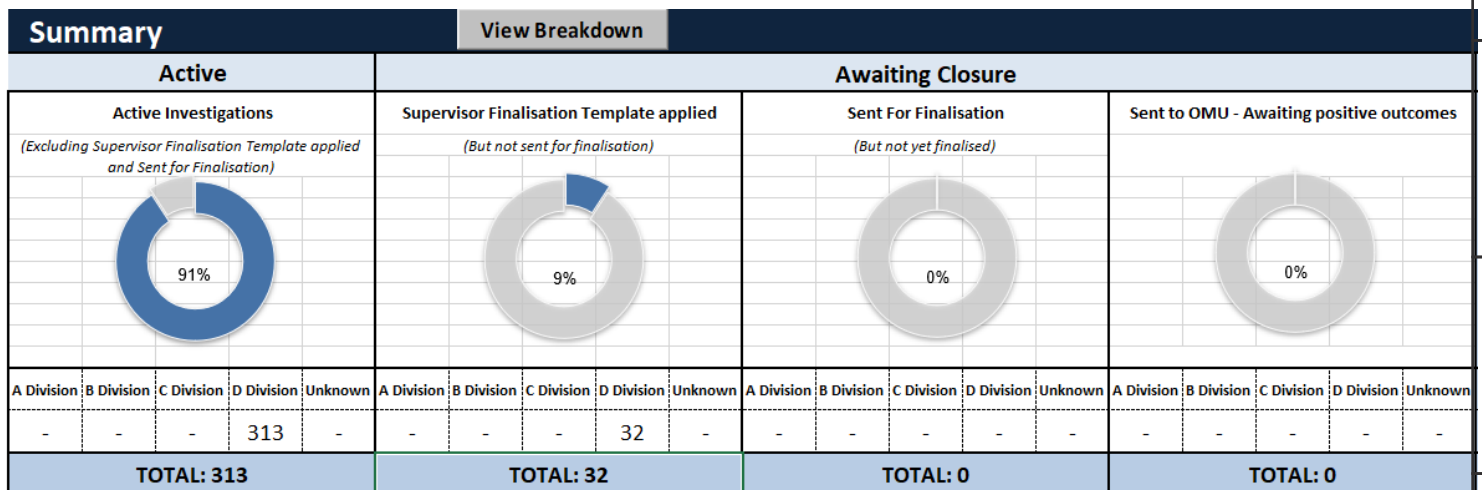 Summary View Breakdown
Active Awaiting Closure
Active Investigations Supervisor Finalisation Template applied Sent For Finalisation Sent to OMU - Awaiting positive outcomes
(Excluding Supervisor Finalisation Template applied
and Sent for Finalisation)
(But not sent for finalisation) (But not yet finalised)
91% 9% 0% 0%
A Division B Division C Division D Division Unknown A Division B Division C Division D Division Unknown A Division B Division C Division D Division Unknown A Division B Division C Division D Division Unknown
- - - 313 - - - - 32 - - - - - - - - - - -
TOTAL: 313 TOTAL: 32 TOTAL: 0 TOTAL: 0